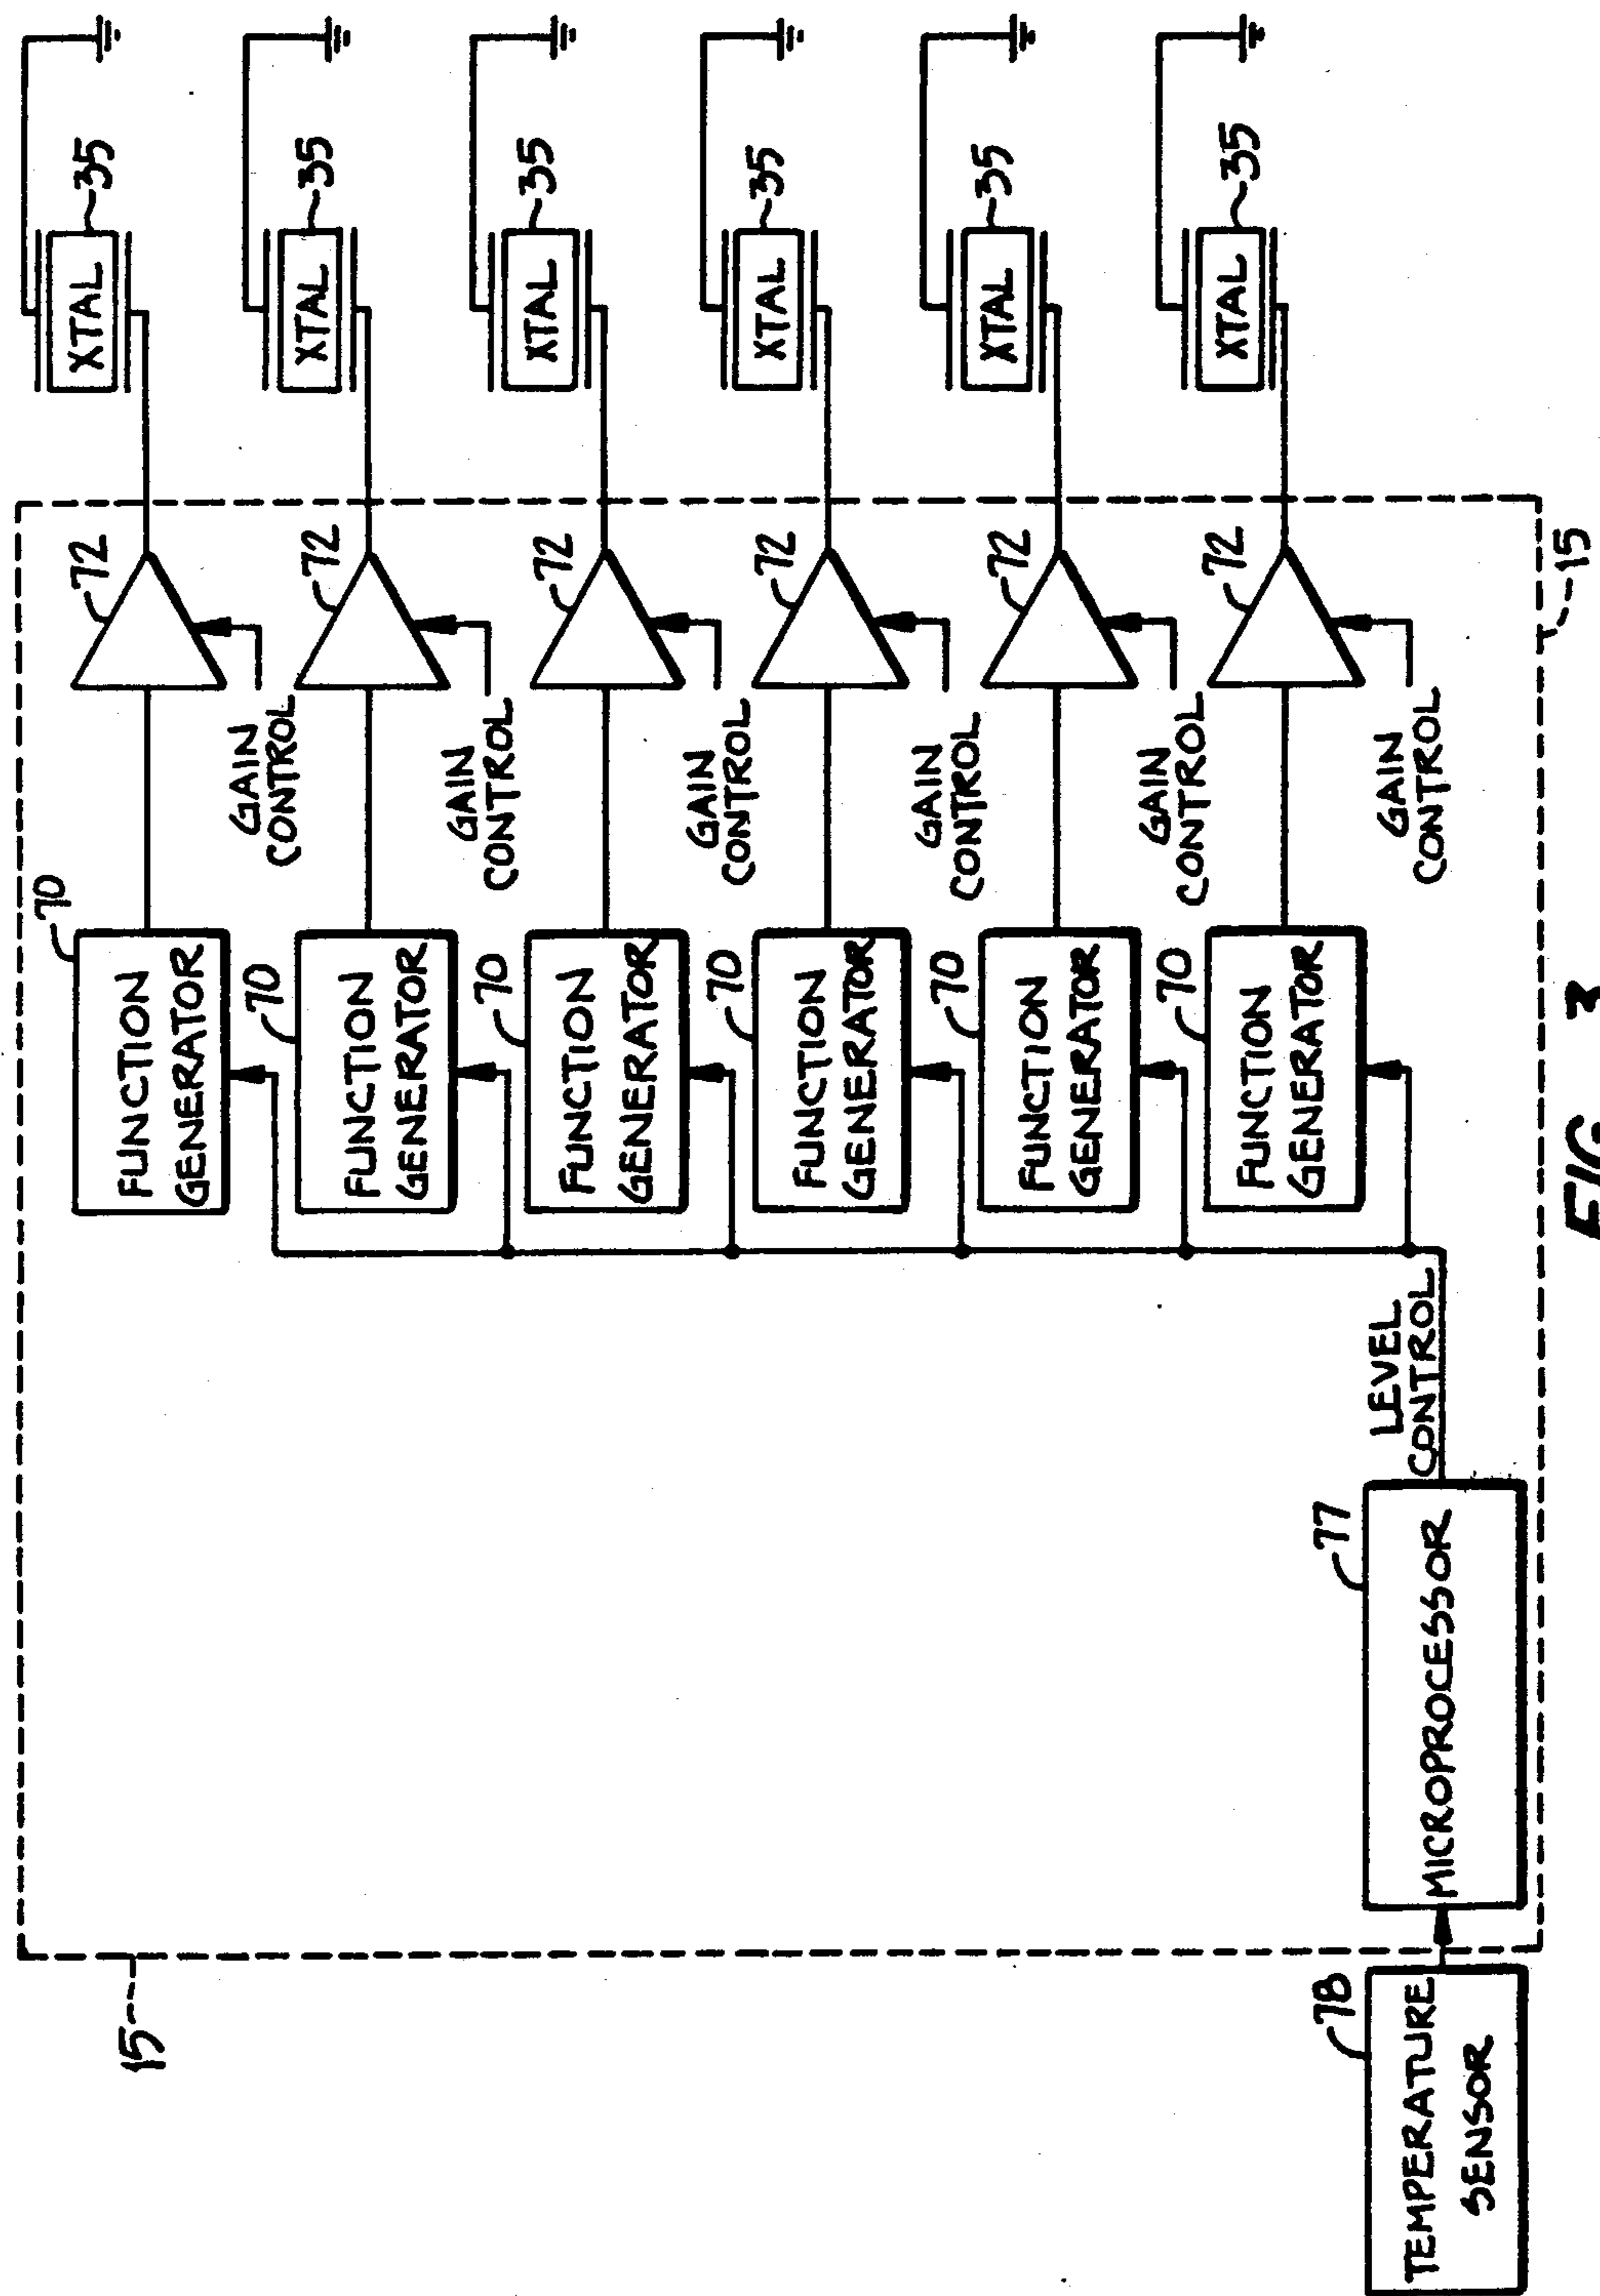 70
FUNCTION
GENERATOR
72
GAIN
CONTROL
XTAL
35
15
70
FUNCTION
GENERATOR
72
GAIN
CONTROL
XTAL
35
70
FUNCTION
GENERATOR
72
GAIN
CONTROL
XTAL
35
70
FUNCTION
GENERATOR
72
GAIN
CONTROL
XTAL
35
70
FUNCTION
GENERATOR
72
GAIN
CONTROL
XTAL
35
70
FUNCTION
GENERATOR
72
GAIN
CONTROL
XTAL
35
78
TEMPERATURE
SENSOR
77
MICROPROCESSOR
LEVEL
CONTROL
15
FIG 3